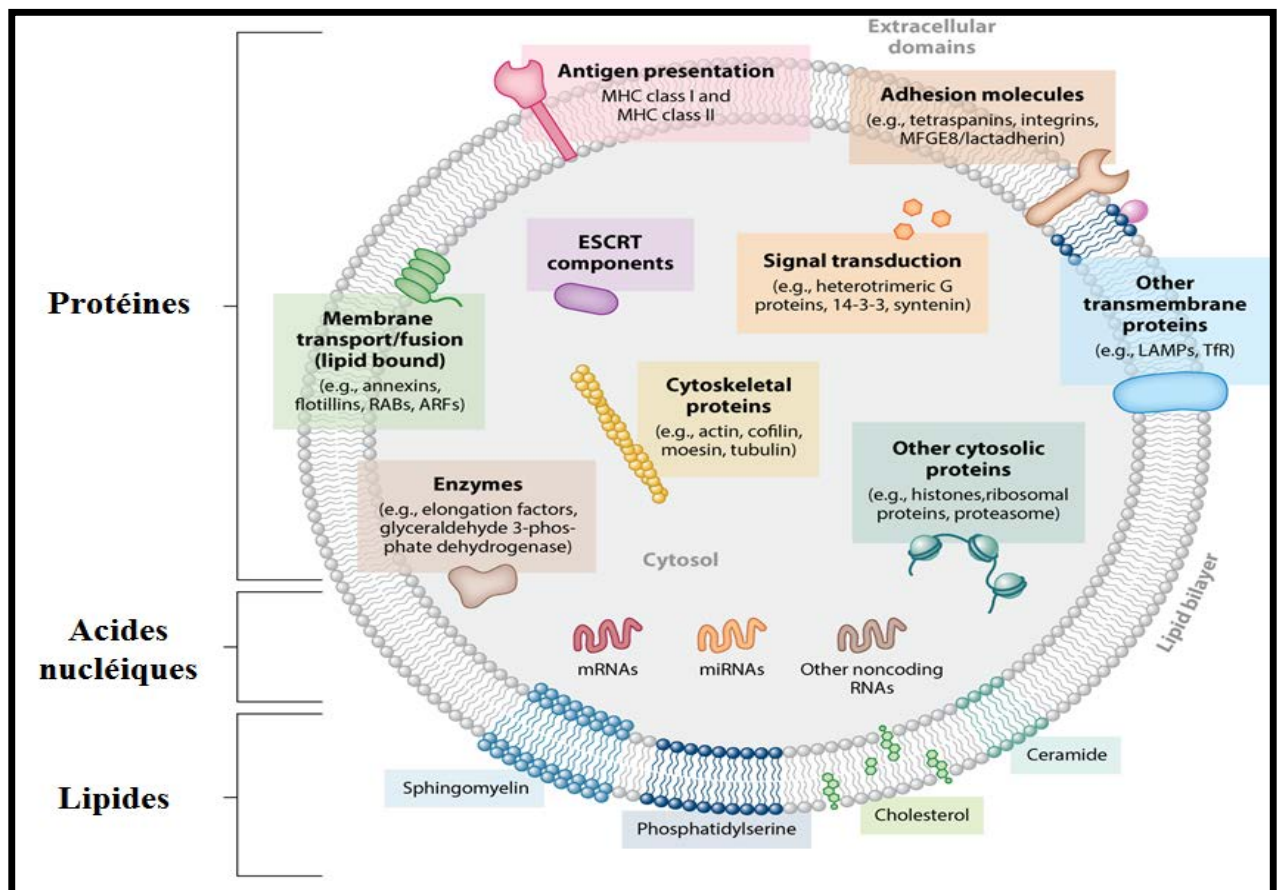 Extracellular
domains
Antigen presentation
MHC class I and
MHC class II
Adhesion molecules
(e.g., tetraspanins, integrins,
MFGE8/lactadherin)
Protéines
ESCRT
components
Signal transduction
(e.g., heterotrimeric G
proteins, 14-3-3, syntenin)
Other
transmembrane
proteins
(e.g., LAMPs, TfR)
Membrane
transport/fusion
(lipid bound)
(e.g., annexins,
flotillins, RABs, ARFs)
Cytoskeletal
proteins
(e.g., actin, cofilin,
moesin, tubulin)
Other cytosolic
proteins
(e.g., histones,ribosomal
proteins, proteasome)
Enzymes
(e.g., elongation factors,
glyceraldehyde 3-phos-
phate dehydrogenase)
Cytosol
Lipid bilayer
Acides
nucléiques
mRNAs
miRNAs
Other noncoding
RNAs
Lipides
Sphingomyelin
Phosphatidylserine
Cholesterol
Ceramide